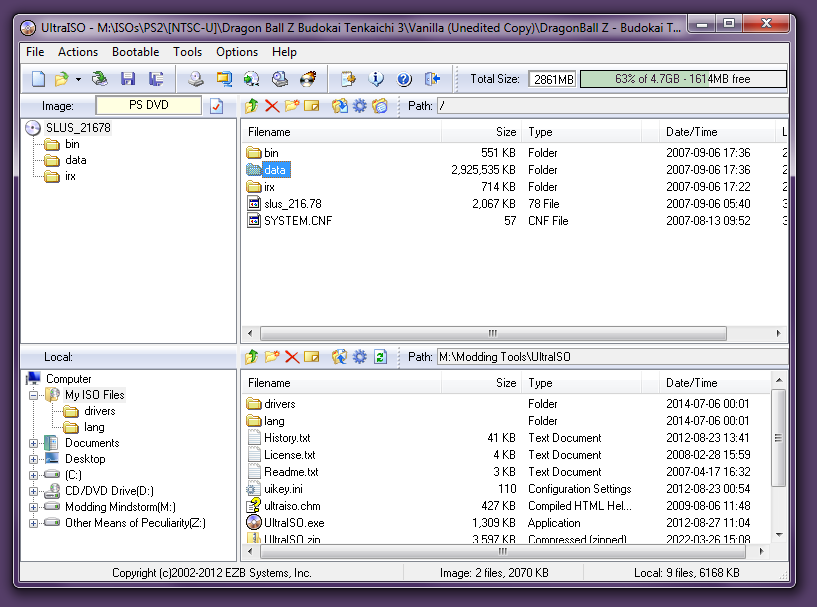 UltraISO - M:\ISOs\PS2\[NTSC-U]\Dragon Ball Z Budokai Tenkaichi 3\Vanilla (Unedited Copy)\DragonBall Z - Budokai T...
File Actions Bootable Tools Options Help
Total Size: 2861MB 63% of 4.7GB - 1614MB free
Image: PS DVD Path: /
SLUS_21678
bin
data
irx
Filename Size Type Date/Time L
bin 551 KB Folder 2007-09-06 17:36 2
data 2,925,535 KB Folder 2007-09-06 17:36 2
irx 714 KB Folder 2007-09-06 17:22 2
slus_216.78 2,067 KB 78 File 2007-09-06 05:40 3
SYSTEM.CNF 57 CNF File 2007-08-13 09:52 3
Local: Path: M:\Modding Tools\UltraISO
Computer
My ISO Files
drivers
lang
Documents
Desktop
(C:)
CD/DVD Drive(D:)
Modding Mindstorm(M:)
Other Means of Peculiarity(Z:)
Filename Size Type Date/Time
drivers Folder 2014-07-06 00:01
lang Folder 2014-07-06 00:01
History.txt 41 KB Text Document 2012-08-23 13:41
License.txt 4 KB Text Document 2008-02-28 15:59
Readme.txt 3 KB Text Document 2007-04-17 16:32
uikey.ini 110 Configuration Settings 2012-08-23 00:54
ultraiso.chm 427 KB Compiled HTML Hel... 2009-08-06 11:48
UltraISO.exe 1,309 KB Application 2012-08-27 11:04
UltraISO.zip 3,597 KB Compressed (zipped) 2022-03-26 15:08
Copyright (c)2002-2012 EZB Systems, Inc. Image: 2 files, 2070 KB Local: 9 files, 6168 KB